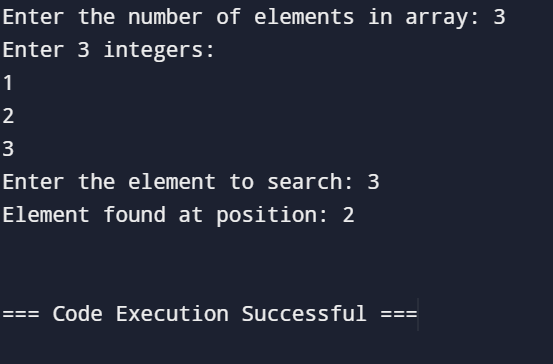 Enter the number of elements in array: 3
Enter 3 integers:
1
2
3
Enter the element to search: 3
Element found at position: 2
=== Code Execution Successful ===